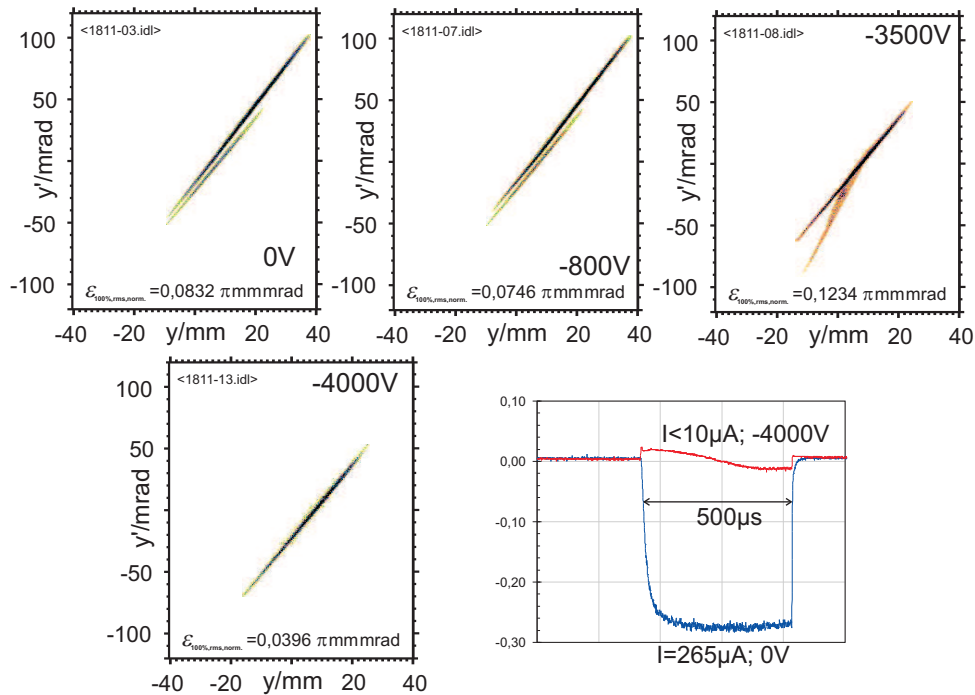 <1811-03.idl>
100
50
0
-50
-100
y'/mrad
0V
ε100%,rms,norm. =0,0832 πmmmrad
-40 -20 0 20 40
y/mm
<1811-07.idl>
100
50
0
-50
-100
y'/mrad
-800V
ε100%,rms,norm. =0,0746 πmmmrad
-40 -20 0 20 40
y/mm
<1811-08.idl>
-3500V
100
50
0
-50
-100
y'/mrad
ε100%,rms,norm. =0,1234 πmmmrad
-40 -20 0 20 40
y/mm
<1811-13.idl>
-4000V
100
50
0
-50
-100
y'/mrad
ε100%,rms,norm. =0,0396 πmmmrad
-40 -20 0 20 40
y/mm
0,10
0,00
-0,10
-0,20
-0,30
I<10µA; -4000V
500µs
I=265µA; 0V